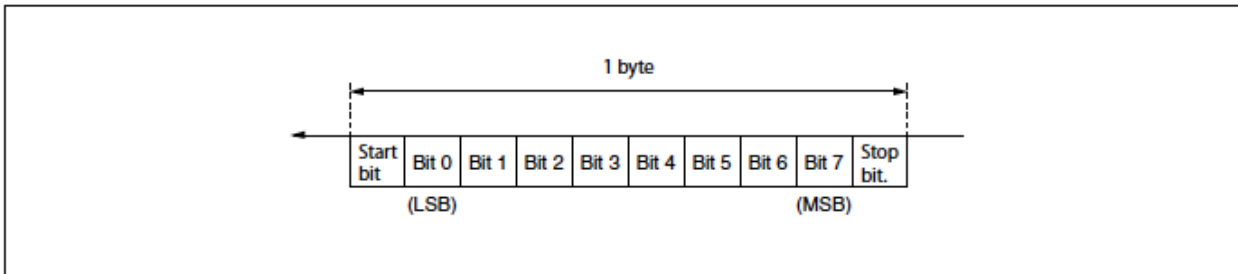 1 byte
Start bit Bit 0 Bit 1 Bit 2 Bit 3 Bit 4 Bit 5 Bit 6 Bit 7 Stop bit.
(LSB) (MSB)